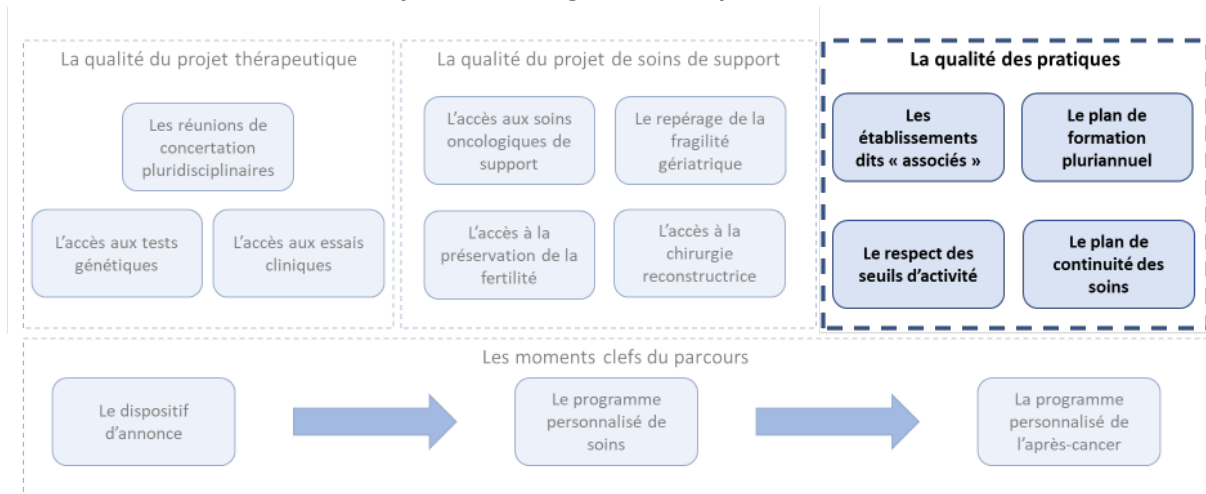 La qualité du projet thérapeutique
Les réunions de
concertation
pluridisciplinaires
L'accès aux tests
génétiques
L'accès aux essais
cliniques
La qualité du projet de soins de support
L'accès aux soins
oncologiques de
support
Le repérage de la
fragilité
gériatrique
L'accès à la
préservation de la
fertilité
L'accès à la
chirurgie
reconstructrice
La qualité des pratiques
Les
établissements
dits « associés »
Le plan de
formation
pluriannuel
Le respect des
seuils d'activité
Le plan de
continuité des
soins
Les moments clefs du parcours
Le dispositif
d'annonce
Le programme
personnalisé de
soins
La programme
personnalisé de
l'après-cancer